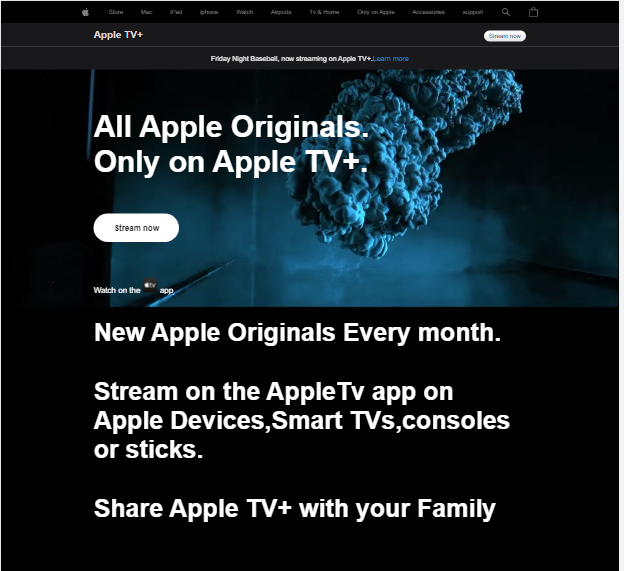 Store Mac iPad iphone Watch Airpods Tv & Home Only on Apple Accessories support
Apple TV+
Stream now
Friday Night Baseball, now streaming on Apple TV+.Learn more
All Apple Originals.
Only on Apple TV+.
Stream now
Watch on the tv app
New Apple Originals Every month.
Stream on the AppleTv app on
Apple Devices,Smart TVs,consoles
or sticks.
Share Apple TV+ with your Family